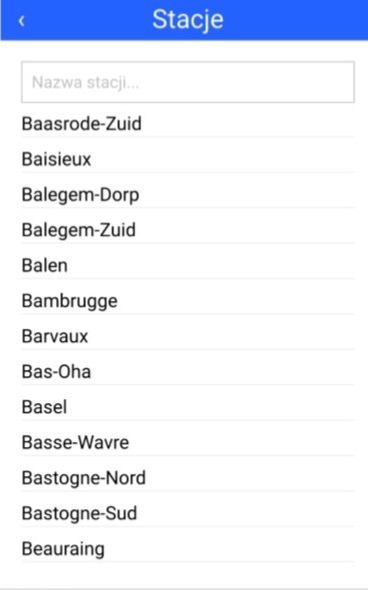 ‹ Stacje
Nazwa stacji...
Baasrode-Zuid
Baisieux
Balegem-Dorp
Balegem-Zuid
Balen
Bambrugge
Barvaux
Bas-Oha
Basel
Basse-Wavre
Bastogne-Nord
Bastogne-Sud
Beauraing